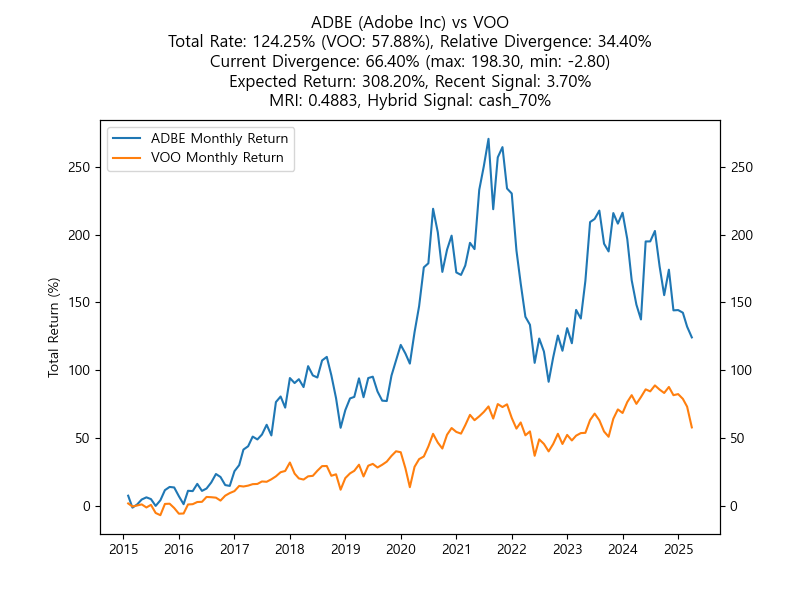 ADBE (Adobe Inc) vs VOO
Total Rate: 124.25% (VOO: 57.88%), Relative Divergence: 34.40%
Current Divergence: 66.40% (max: 198.30, min: -2.80)
Expected Return: 308.20%, Recent Signal: 3.70%
MRI: 0.4883, Hybrid Signal: cash_70%
ADBE Monthly Return
VOO Monthly Return
Total Return (%)
250
200
150
100
50
0
250
200
150
100
50
0
2015 2016 2017 2018 2019 2020 2021 2022 2023 2024 2025